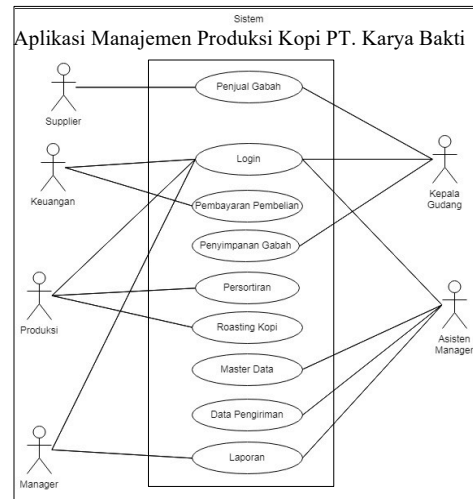 Sistem
Aplikasi Manajemen Produksi Kopi PT. Karya Bakti
Penjual Gabah
Supplier
Login
Keuangan
Kepala
Gudang
Pembayaran Pembelian
Penyimpanan Gabah
Persortiran
Produksi
Roasting Kopi
Asisten
Manager
Master Data
Data Pengiriman
Laporan
Manager